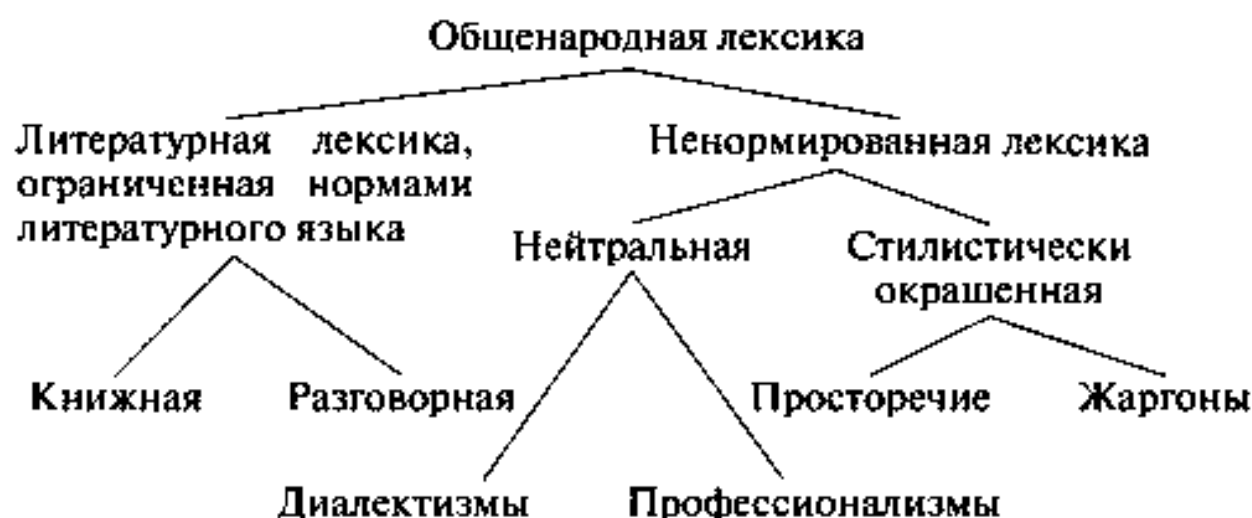 Общенародная лексика
Литературная лексика,
ограниченная нормами
литературного языка
Ненормированная лексика
Нейтральная
Стилистически
окрашенная
Книжная
Разговорная
Просторечие
Жаргоны
Диалектизмы
Профессионализмы